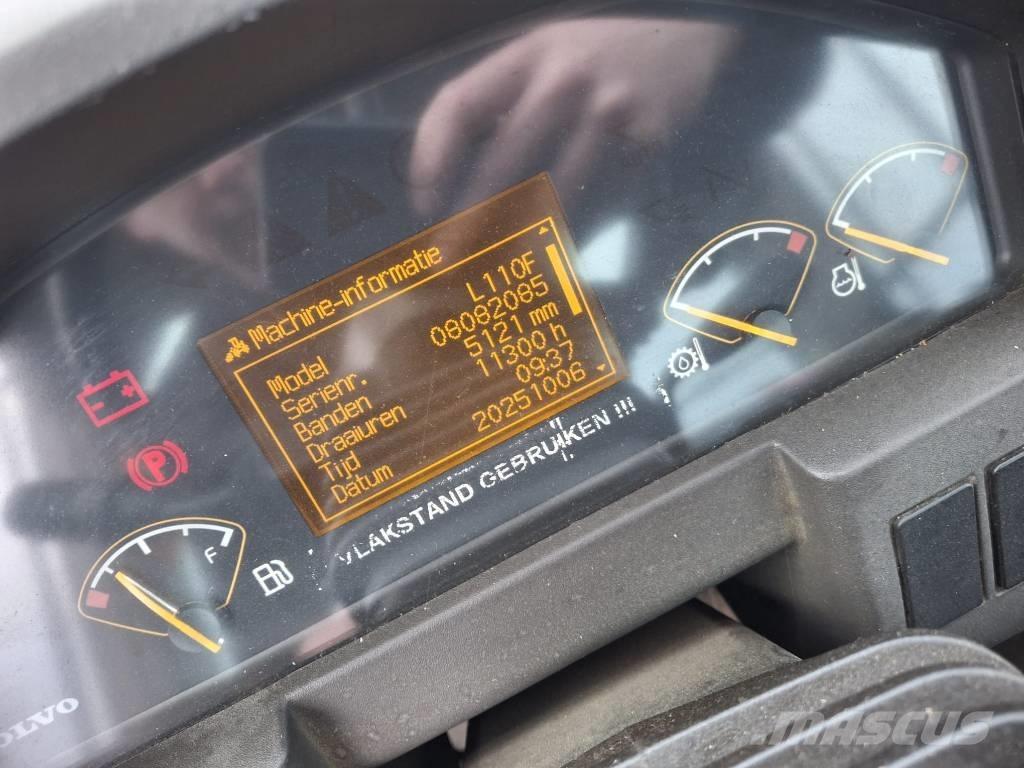 Machine-informatie
Model L110F
Serienr. 08082085
Banden 5121 mm
Draaiuren 11300 h
Tijd 09:37
Datum 20251006
VLAKSTAND GEBRUIKEN !!!
F
P
VOLVO
MASCUS